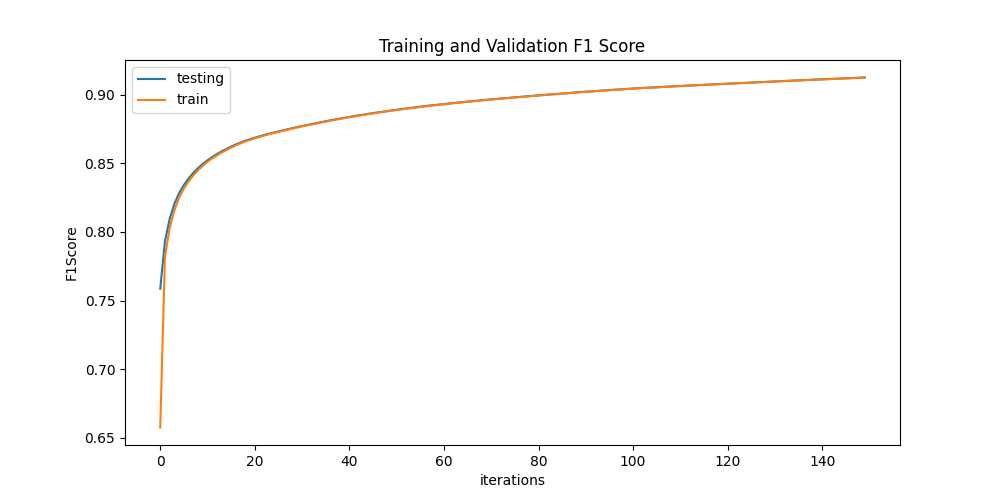 Training and Validation F1 Score
testing
train
0.90
0.85
0.80
0.75
0.70
0.65
F1Score
0 20 40 60 80 100 120 140
iterations